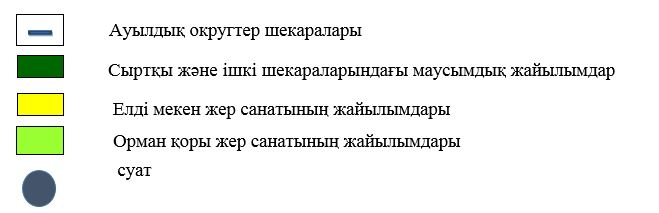 Ауылдық округтер шекаралары
Сыртқы және ішкі шекараларындағы маусымдық жайылымдар
Елді мекен жер санатының жайылымдары
Орман қоры жер санатының жайылымдары
суат